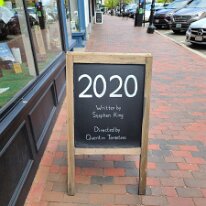 2020
Written by
Stephen King
Directed by
Quentin Tarantino